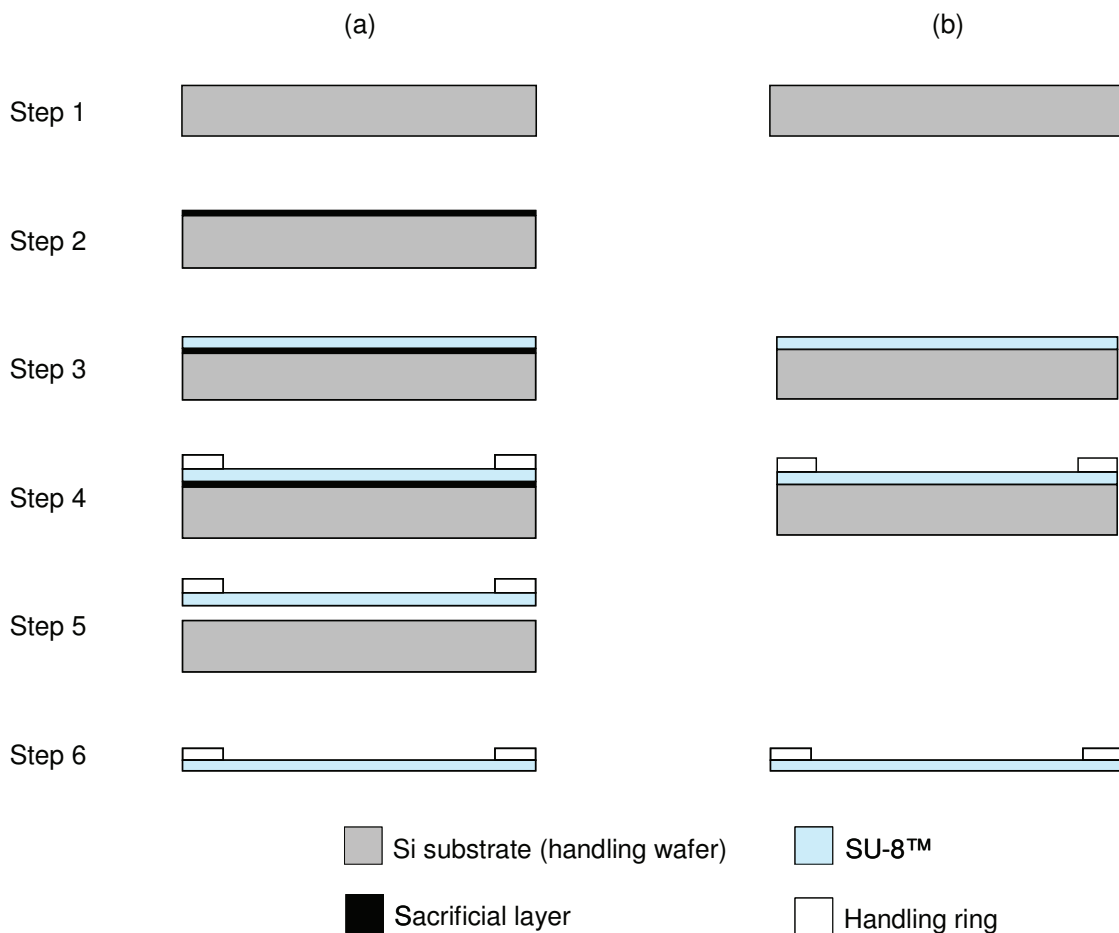 (a) (b)
Step 1
Step 2
Step 3
Step 4
Step 5
Step 6
Si substrate (handling wafer) SU-8™
Sacrificial layer Handling ring